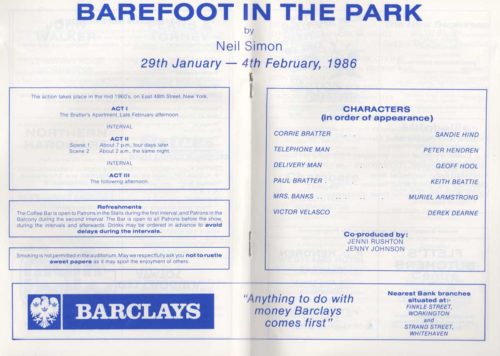 BAREFOOT IN THE PARK
by
Neil Simon
29th January — 4th February, 1986
The action takes place in the mid 1960's, on East 48th Street, New York.
ACT I
The Bratter's Apartment, Late February afternoon.
INTERVAL
ACT II
Scene 1 About 7 p.m, four days later
Scene 2 About 2 a.m, the same night.
INTERVAL
ACT III
The following afternoon.
Refreshments
The Coffee Bar is open to Patrons in the Stalls during the first interval, and Patrons in the
Balcony during the second interval. The Bar is open to all Patrons before the show,
during the intervals and afterwards. Drinks may be ordered in advance to avoid
delays during the intervals.
Smoking is not permitted in the auditorium. May we respectfully ask you not to rustle
sweet papers as it may spoil the enjoyment of others.
BARCLAYS
CHARACTERS
(in order of appearance)
CORRIE BRATTER .. ... . SANDIE HIND
TELEPHONE MAN PETER HENDREN
DELIVERY MAN .. GEOFF HOOL
PAUL BRATTER . . KEITH BEATTIE
MRS. BANKS . . . MURIEL ARMSTRONG
VICTOR VELASCO DEREK DEARNE
Co-produced by:
JENNI RUSHTON
JENNY JOHNSON
"Anything to do with
money Barclays
comes first"
Nearest Bank branches
situated at:-
FINKLE STREET,
WORKINGTON
and
STRAND STREET,
WHITEHAVEN